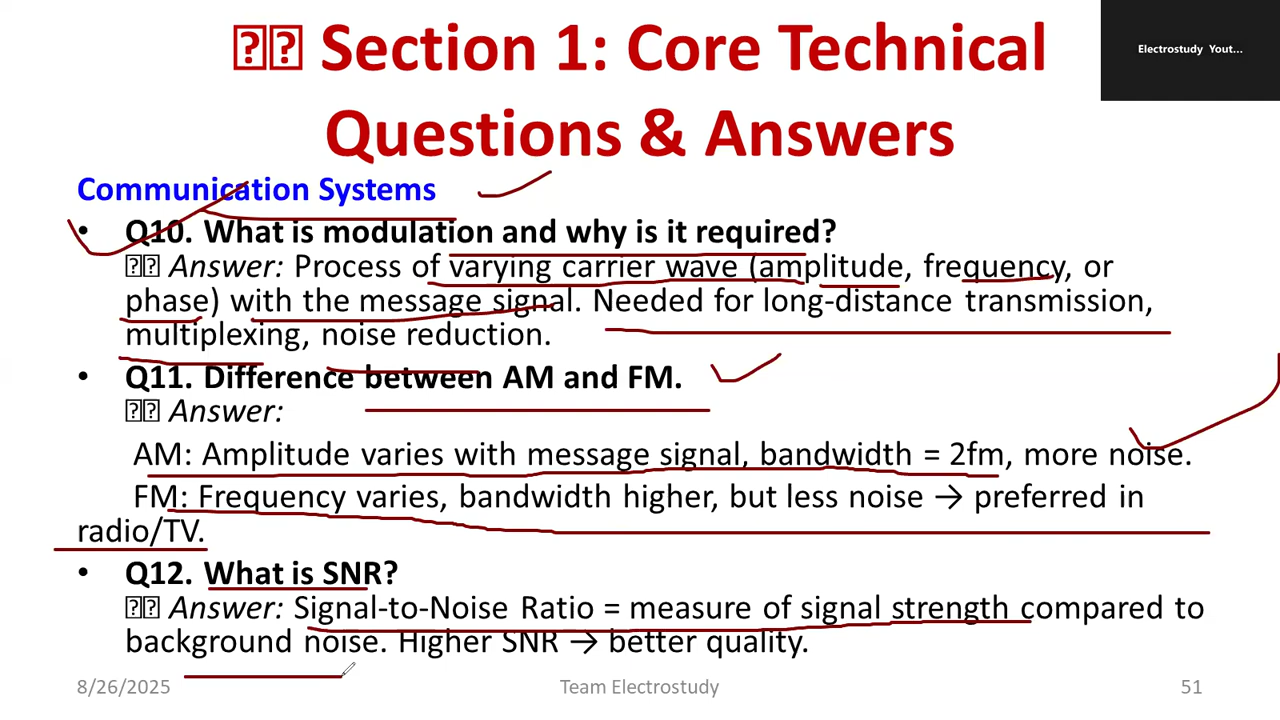 Section 1: Core Technical
Questions & Answers
Electrostudy Yout...
Communication Systems
• Q10. What is modulation and why is it required?
Answer: Process of varying carrier wave (amplitude, frequency, or
phase) with the message signal. Needed for long-distance transmission,
multiplexing, noise reduction.
• Q11. Difference between AM and FM.
Answer:
AM: Amplitude varies with message signal, bandwidth = 2fm, more noise.
FM: Frequency varies, bandwidth higher, but less noise → preferred in
radio/TV.
• Q12. What is SNR?
Answer: Signal-to-Noise Ratio = measure of signal strength compared to
background noise. Higher SNR → better quality.
8/26/2025
Team Electrostudy
51